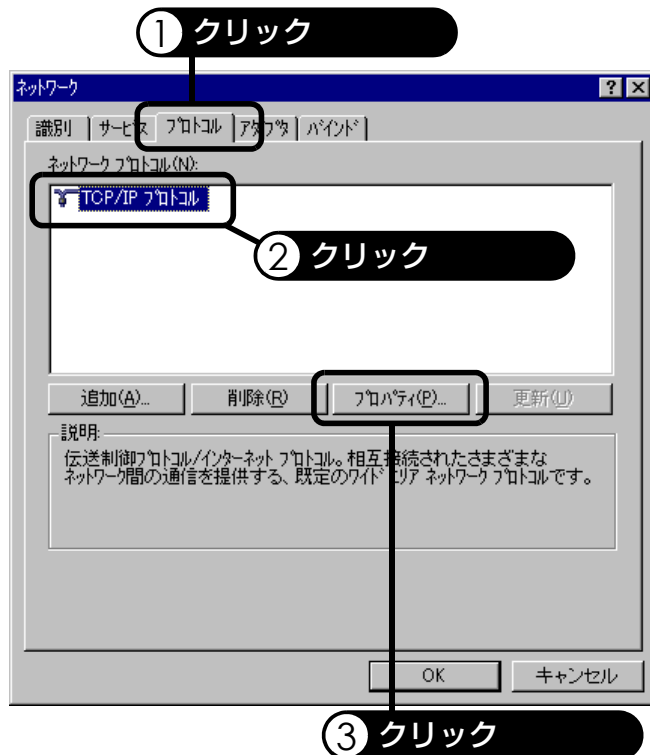 1 クリック
ネットワーク
識別 サービス プロトコル アダプタ バインド
ネットワーク プロトコル(N):
TCP/IP プロトコル
2 クリック
追加(A)... 削除(R) プロパティ(P)... 更新(U)
説明:
伝送制御プロトコル/インターネット プロトコル。相互接続されたさまざまな
ネットワーク間の通信を提供する、既定のワイド エリア ネットワーク プロトコルです。
OK キャンセル
3 クリック